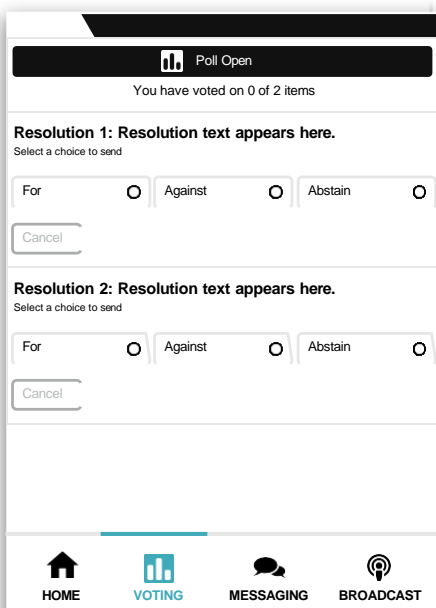 Poll Open
You have voted on 0 of 2 items
Resolution 1: Resolution text appears here.
Select a choice to send
For Against Abstain
Cancel
Resolution 2: Resolution text appears here.
Select a choice to send
For Against Abstain
Cancel
HOME VOTING MESSAGING BROADCAST